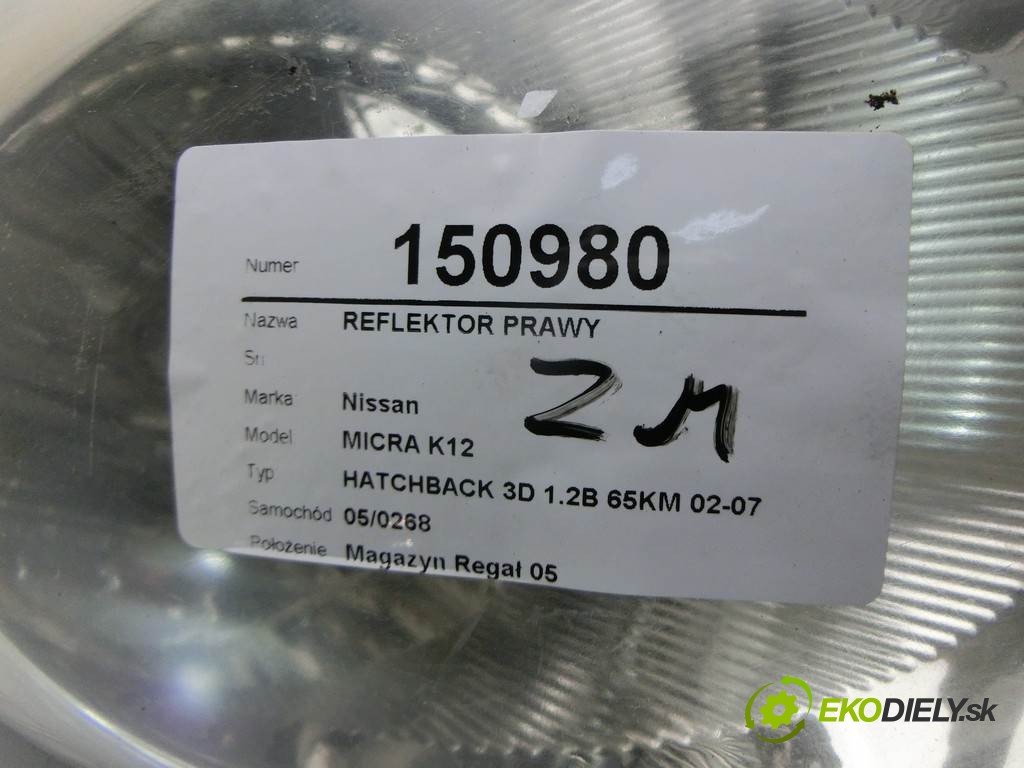 Numer 150980
Nazwa REFLEKTOR PRAWY
Sn
Marka Nissan
Model MICRA K12
Typ HATCHBACK 3D 1.2B 65KM 02-07
Samochód 05/0268
Położenie Magazyn Regał 05
ZM
EKODIELY.sk